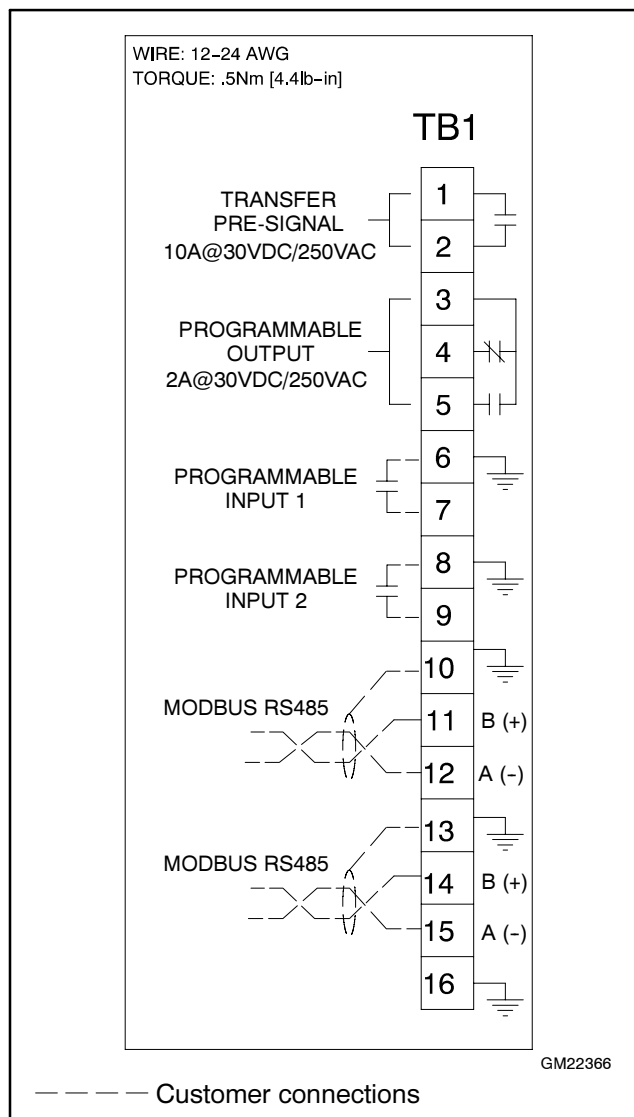 WIRE: 12–24 AWG
TORQUE: .5Nm [4.4lb–in]
TB1
TRANSFER
PRE-SIGNAL
10A@30VDC/250VAC
1
2
PROGRAMMABLE
OUTPUT
2A@30VDC/250VAC
3
4
5
PROGRAMMABLE
INPUT 1
6
7
PROGRAMMABLE
INPUT 2
8
9
10
MODBUS RS485
11 B (+)
12 A (−)
13
MODBUS RS485
14 B (+)
15 A (−)
16
GM22366
Customer connections